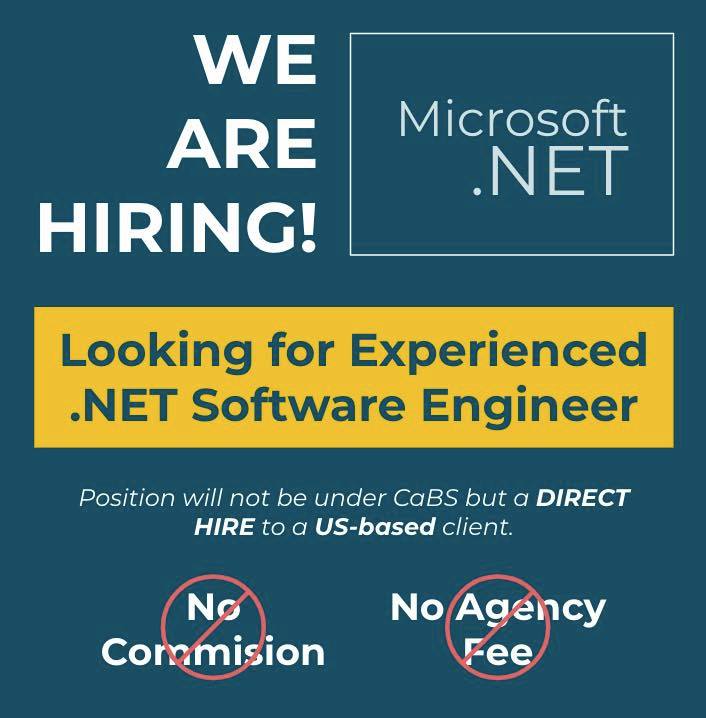 WE
ARE
HIRING!
Microsoft
.NET
Looking for Experienced
.NET Software Engineer
Position will not be under CaBS but a DIRECT
HIRE to a US-based client.
No
Commision
No Agency
Fee